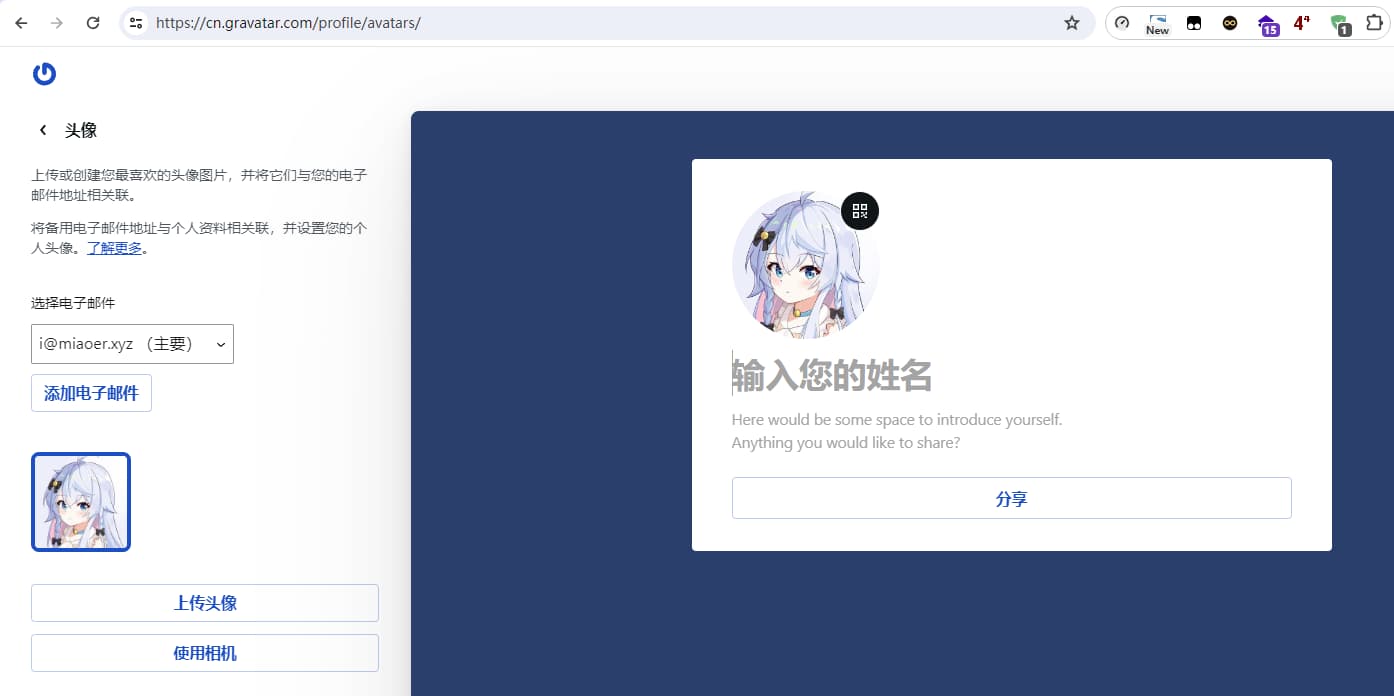 https://cn.gravatar.com/profile/avatars/
New
15
4⁴
1
头像
上传或创建您最喜欢的头像图片，并将它们与您的电子
邮件地址相关联。
将备用电子邮件地址与个人资料相关联，并设置您的个
人头像。了解更多。
选择电子邮件
i@miaoer.xyz （主要）
添加电子邮件
上传头像
使用相机
输入您的姓名
Here would be some space to introduce yourself.
Anything you would like to share?
分享